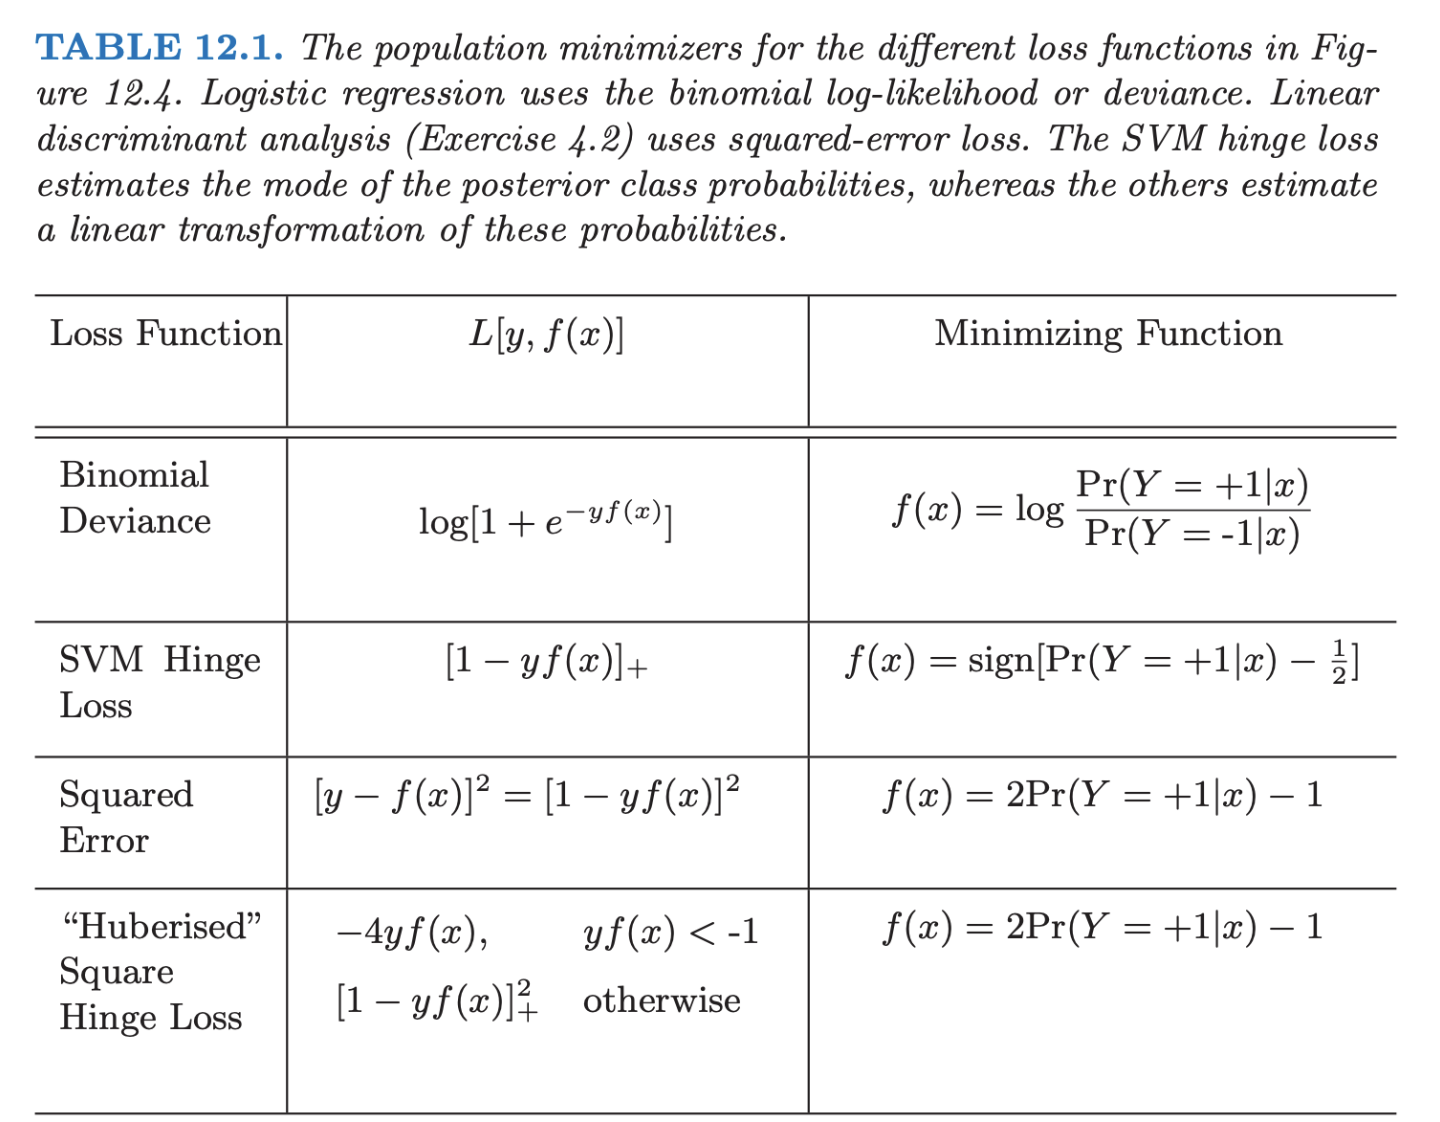 TABLE 12.1. The population minimizers for the different loss functions in Fig-
ure 12.4. Logistic regression uses the binomial log-likelihood or deviance. Linear
discriminant analysis (Exercise 4.2) uses squared-error loss. The SVM hinge loss
estimates the mode of the posterior class probabilities, whereas the others estimate
a linear transformation of these probabilities.
Loss Function L[y, f(x)] Minimizing Function
Binomial
Deviance
log[1 + e^{−yf(x)}]
f(x) = log \frac{Pr(Y = +1|x)}{Pr(Y = -1|x)}
SVM Hinge
Loss
[1 − yf(x)]₊
f(x) = sign[Pr(Y = +1|x) − ½]
Squared
Error
[y − f(x)]² = [1 − yf(x)]²
f(x) = 2Pr(Y = +1|x) − 1
“Huberised”
Square
Hinge Loss
−4yf(x), yf(x) < -1
[1 − yf(x)]₊² otherwise
f(x) = 2Pr(Y = +1|x) − 1